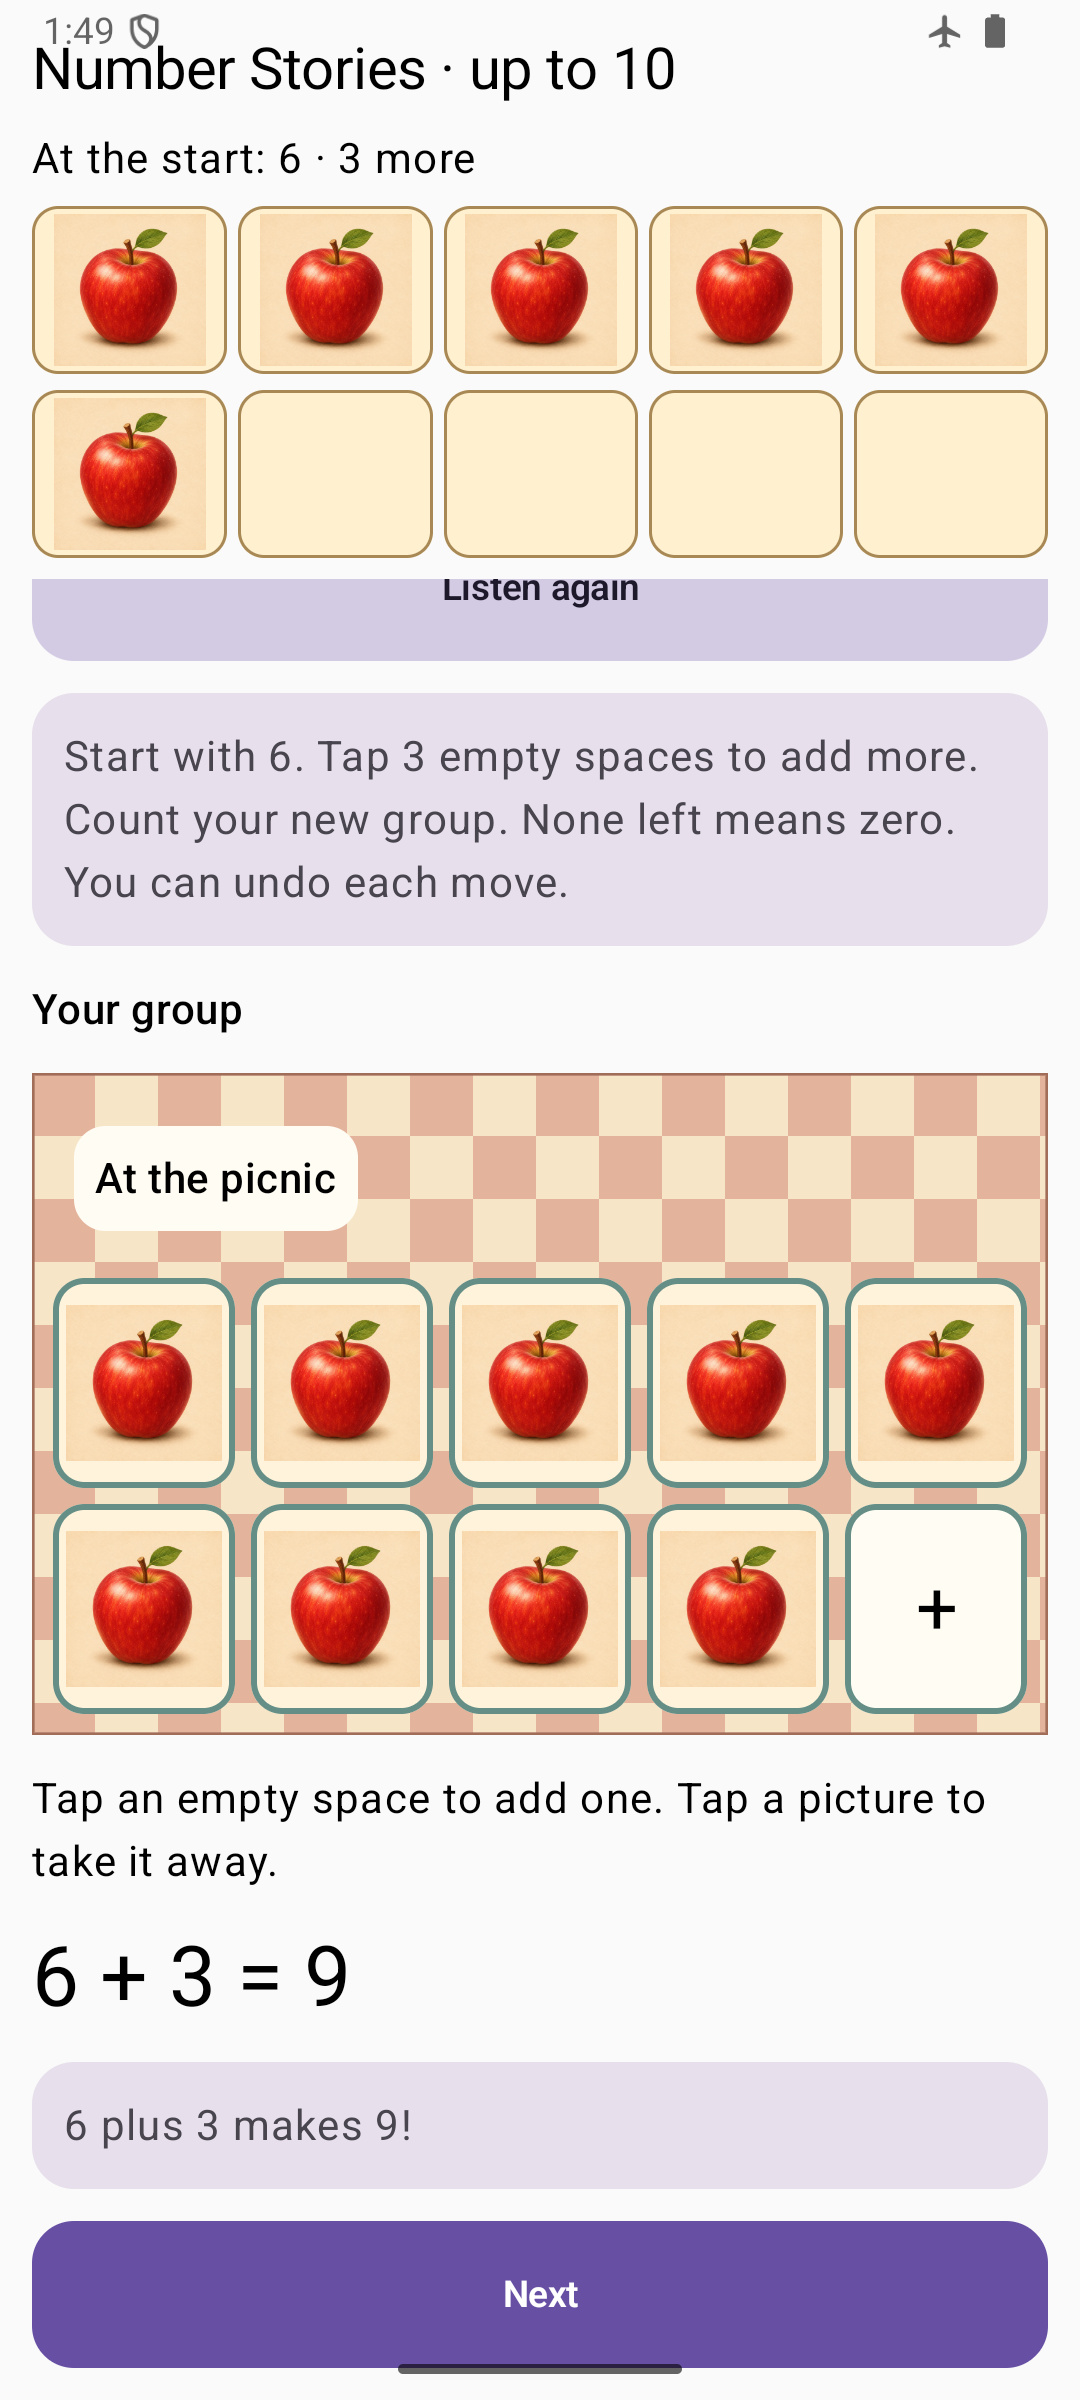 1:49
Number Stories · up to 10
At the start: 6 · 3 more
Listen again
Start with 6. Tap 3 empty spaces to add more.
Count your new group. None left means zero.
You can undo each move.
Your group
At the picnic
+
Tap an empty space to add one. Tap a picture to
take it away.
6 + 3 = 9
6 plus 3 makes 9!
Next